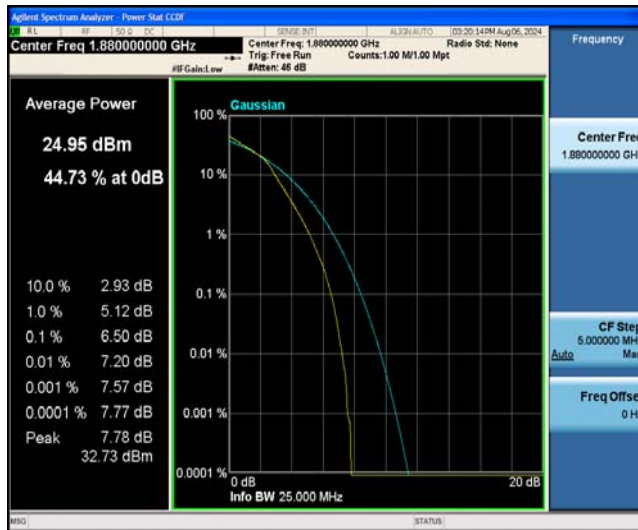 Agilent Spectrum Analyzer - Power Stat CCDF
RL RF 50 Ω DC SENSE:INT ALIGN AUTO 03:20:14 PM Aug 06, 2024
Center Freq 1.880000000 GHz
Center Freq: 1.880000000 GHz Radio Std: None
Trig: Free Run Counts:1.00 M/1.00 Mpt
#IFGain:Low #Atten: 46 dB
Frequency
Average Power
24.95 dBm
44.73 % at 0dB
10.0 % 2.93 dB
1.0 % 5.12 dB
0.1 % 6.50 dB
0.01 % 7.20 dB
0.001 % 7.57 dB
0.0001 % 7.77 dB
Peak 7.78 dB
32.73 dBm
Gaussian
100 %
10 %
1 %
0.1 %
0.01 %
0.001 %
0.0001 %
0 dB 20 dB
Info BW 25.000 MHz
Center Fre
1.880000000 GH
CF Step
5.000000 MH
Auto Ma
Freq Offse
0 H
MSG STATUS